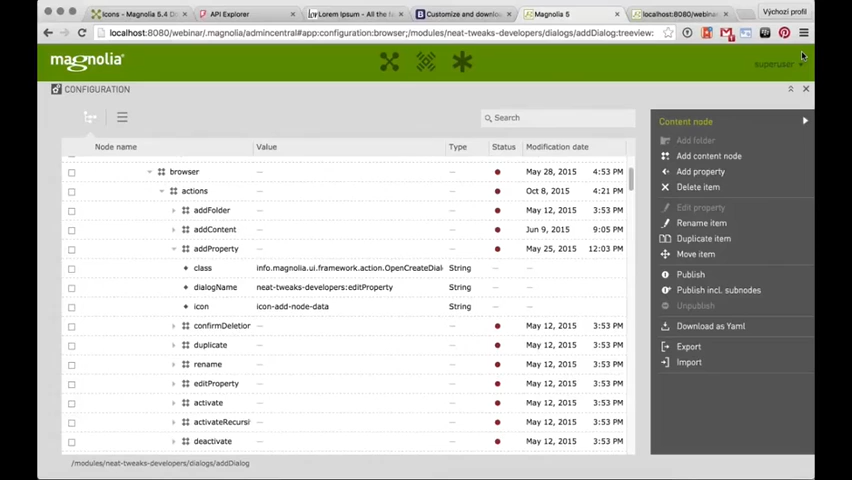 Icons - Magnolia 5.4 D
API Explorer
Lorem Ipsum - All the fa
Customize and downlo
Magnolia 5
localhost:8080/webinar
Výchozí profil
localhost:8080/webinar/.magnolia/admincentral#app:configuration:browser;/modules/neat-tweaks-developers/dialogs/addDialog:treeview:
magnolia
superuser
CONFIGURATION
Search
Node name Value Type Status Modification date
browser — — May 28, 2015 4:53 PM
actions — — Oct 8, 2015 4:21 PM
addFolder — — May 12, 2015 3:53 PM
addContent — — Jun 9, 2015 9:05 PM
addProperty — — May 25, 2015 12:03 PM
class info.magnolia.ui.framework.action.OpenCreateDial String — —
dialogName neat-tweaks-developers:editProperty String — —
icon icon-add-node-data String — —
confirmDeletion — — May 12, 2015 3:53 PM
duplicate — — May 12, 2015 3:53 PM
rename — — May 12, 2015 3:53 PM
editProperty — — May 12, 2015 3:53 PM
activate — — May 12, 2015 3:53 PM
activateRecursi — — May 12, 2015 3:53 PM
deactivate — — May 12, 2015 3:53 PM
Content node
Add folder
Add content node
Add property
Delete item
Edit property
Rename item
Duplicate item
Move item
Publish
Publish incl. subnodes
Unpublish
Download as Yaml
Export
Import
/modules/neat-tweaks-developers/dialogs/addDialog